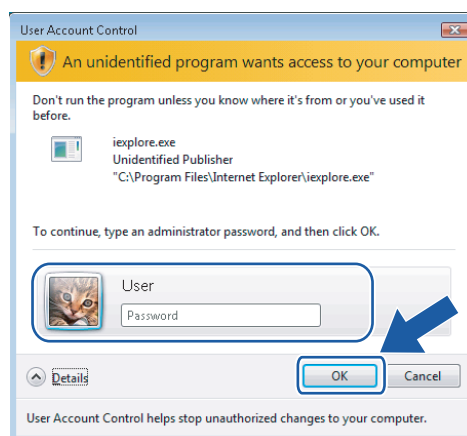 User Account Control
An unidentified program wants access to your computer
Don't run the program unless you know where it's from or you've used it
before.
iexplore.exe
Unidentified Publisher
"C:\Program Files\Internet Explorer\iexplore.exe"
To continue, type an administrator password, and then click OK.
User
Password
Details
OK
Cancel
User Account Control helps stop unauthorized changes to your computer.